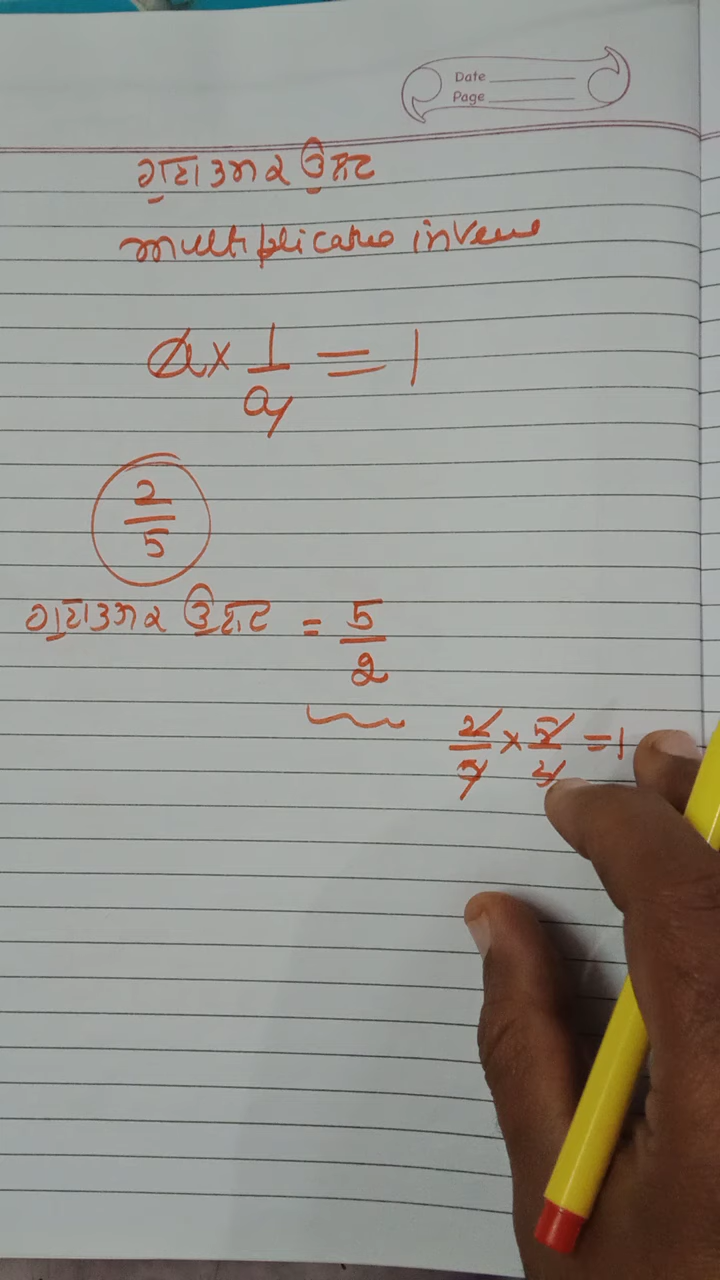 Date
Page
multiplicative inverse
a × 1/a = 1
2/5
= 5/2
2/5 × 5/2 = 1